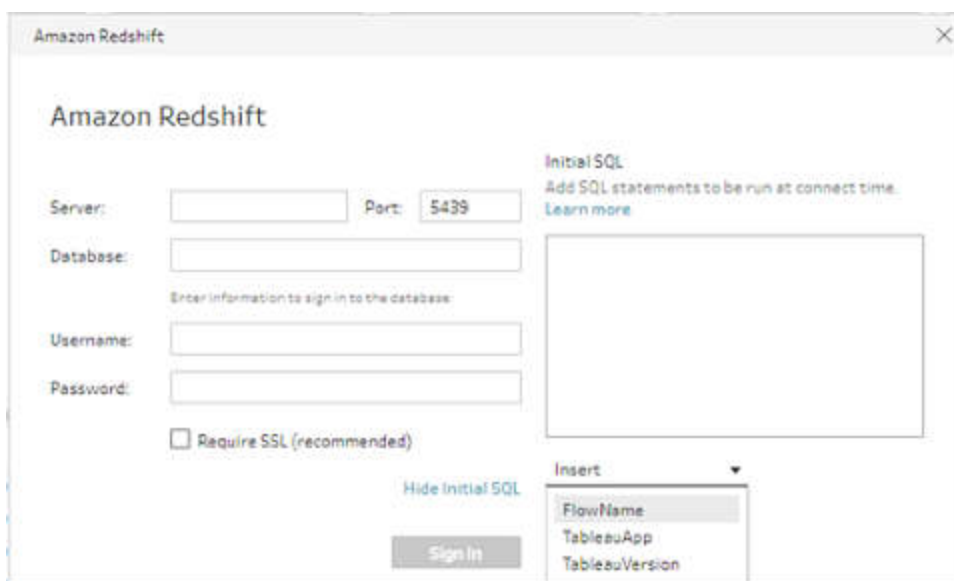 Amazon Redshift
Amazon Redshift
Server:
Port:
5439
Database:
Enter information to sign in to the database
Username:
Password:
Require SSL (recommended)
Hide Initial SQL
Sign In
Initial SQL
Add SQL statements to be run at connect time.
Learn more
Insert
FlowName
TableauApp
TableauVersion